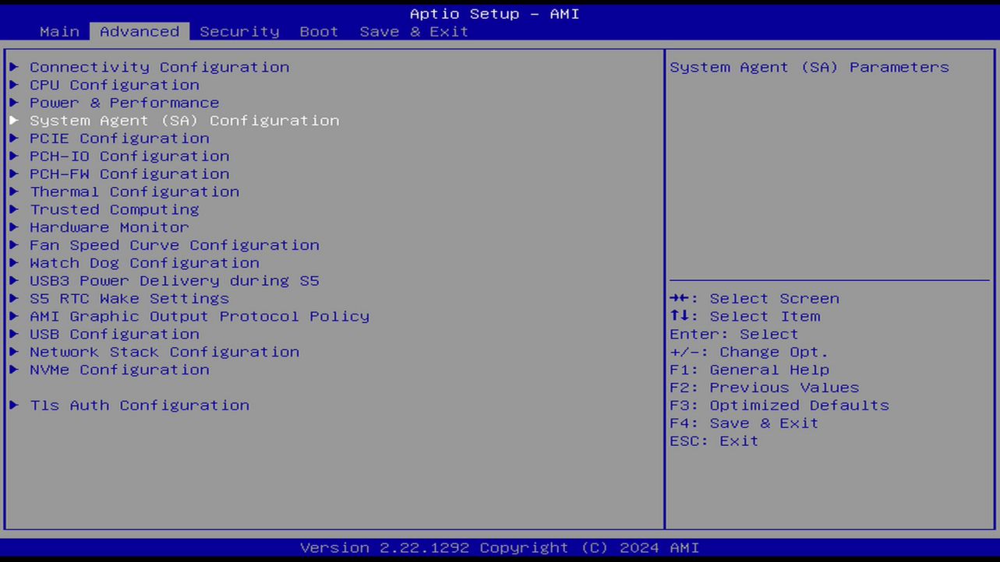 Aptio Setup – AMI
Main Advanced Security Boot Save & Exit
Connectivity Configuration
CPU Configuration
Power & Performance
System Agent (SA) Configuration
PCIE Configuration
PCH-IO Configuration
PCH-FW Configuration
Thermal Configuration
Trusted Computing
Hardware Monitor
Fan Speed Curve Configuration
Watch Dog Configuration
USB3 Power Delivery during S5
S5 RTC Wake Settings
AMI Graphic Output Protocol Policy
USB Configuration
Network Stack Configuration
NVMe Configuration
Tls Auth Configuration
System Agent (SA) Parameters
→←: Select Screen
↑↓: Select Item
Enter: Select
+/-: Change Opt.
F1: General Help
F2: Previous Values
F3: Optimized Defaults
F4: Save & Exit
ESC: Exit
Version 2.22.1292 Copyright (C) 2024 AMI